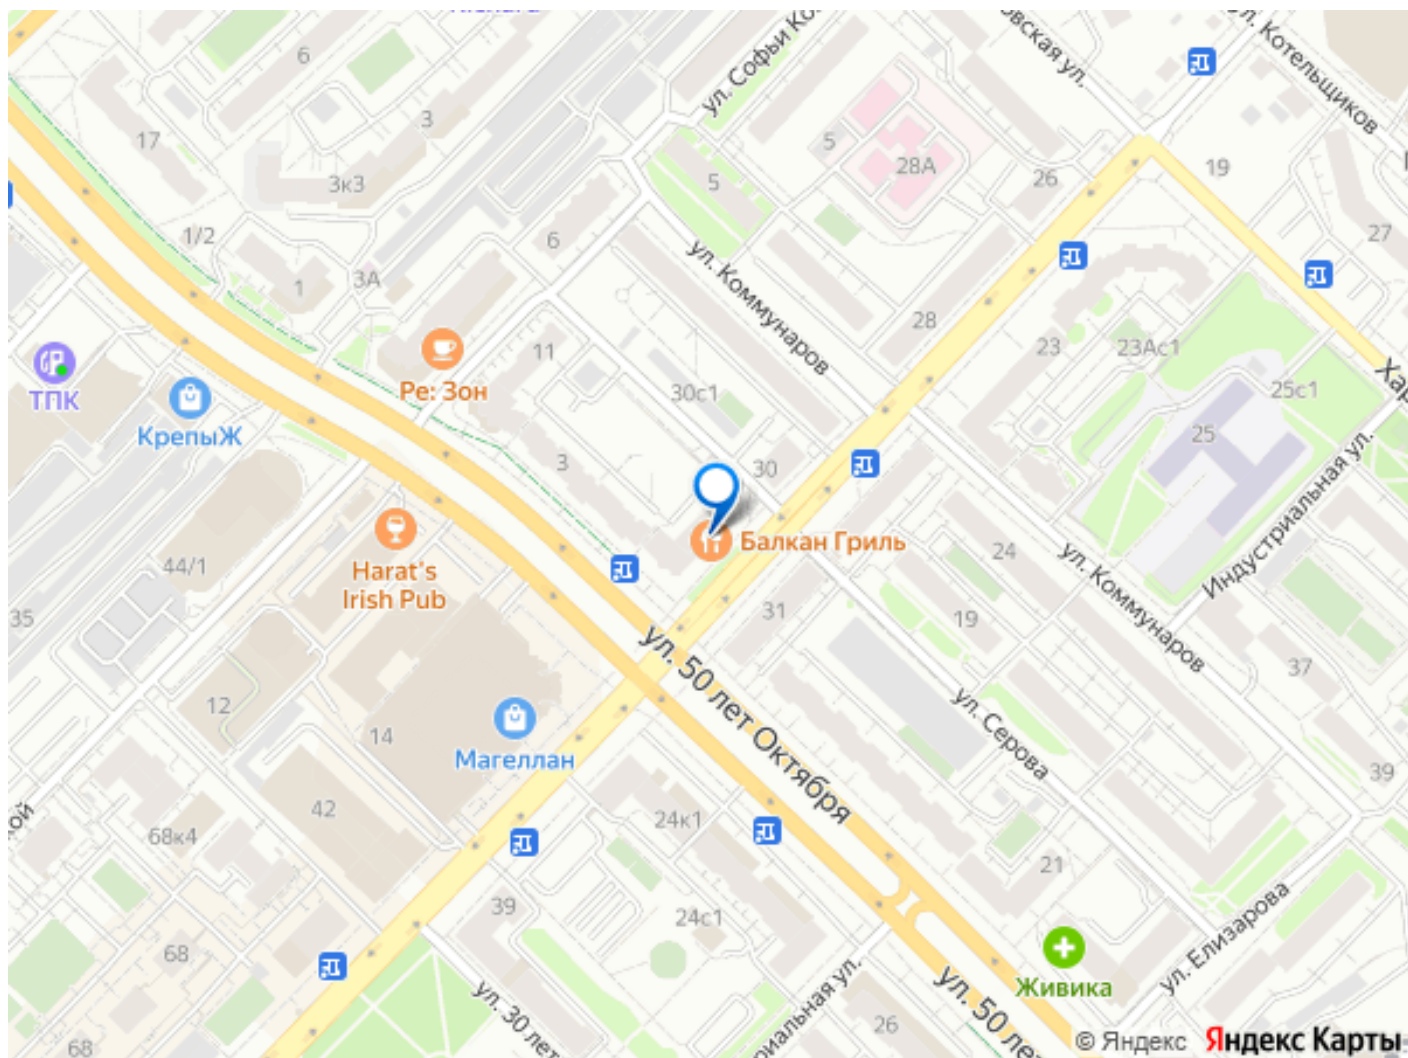 6
17
3
3к3
1/2
1
3А
6
ул. Софьи Ко
5
5
28А
26
ул. Котельщиков
19
27
ТПК
КрепыЖ
Ре: Зон
11
ул. Коммунаров
28
30с1
23
23Ас1
25с1
Хар
25
3
30
Балкан Гриль
Индустриальная ул.
Harat's
Irish Pub
44/1
35
24
ул. Коммунаров
31
19
37
ул. 50 лет Октября
ул. Серова
12
14
Магеллан
39
42
24к1
68к4
ой
21
39
24с1
ул. Елизарова
68
Живика
ул. 30 лет
26
ул. 50 ле
68
© Яндекс Яндекс Карты